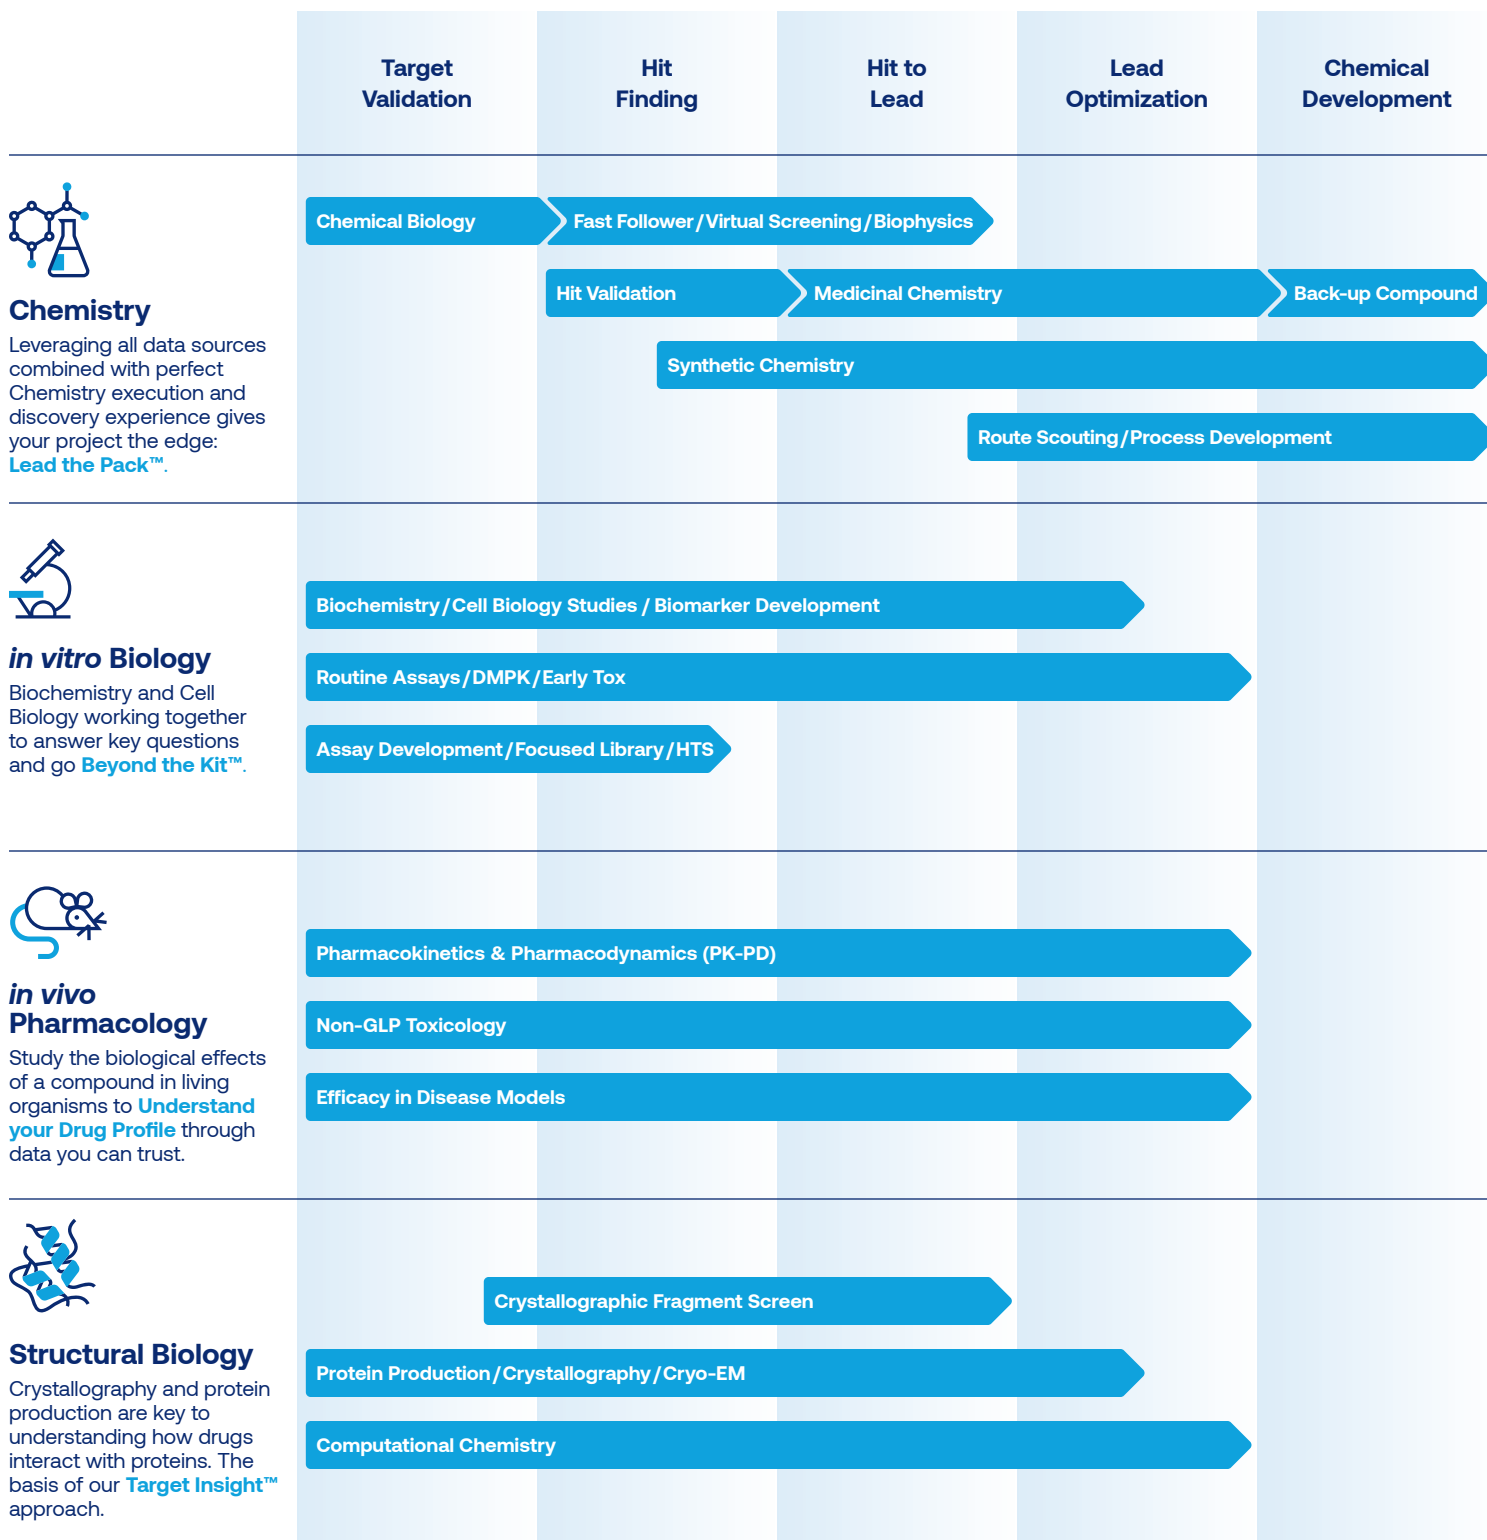 Target
Validation
Hit
Finding
Hit to
Lead
Lead
Optimization
Chemical
Development
Chemistry
Leveraging all data sources
combined with perfect
Chemistry execution and
discovery experience gives
your project the edge:
Lead the Pack™.
Chemical Biology
Fast Follower/Virtual Screening/Biophysics
Hit Validation
Medicinal Chemistry
Back-up Compound
Synthetic Chemistry
Route Scouting/Process Development
in vitro Biology
Biochemistry and Cell
Biology working together
to answer key questions
and go Beyond the Kit™.
Biochemistry/Cell Biology Studies / Biomarker Development
Routine Assays/DMPK/Early Tox
Assay Development/Focused Library/HTS
in vivo
Pharmacology
Study the biological effects
of a compound in living
organisms to Understand
your Drug Profile through
data you can trust.
Pharmacokinetics & Pharmacodynamics (PK-PD)
Non-GLP Toxicology
Efficacy in Disease Models
Structural Biology
Crystallography and protein
production are key to
understanding how drugs
interact with proteins. The
basis of our Target Insight™
approach.
Crystallographic Fragment Screen
Protein Production/Crystallography/Cryo-EM
Computational Chemistry